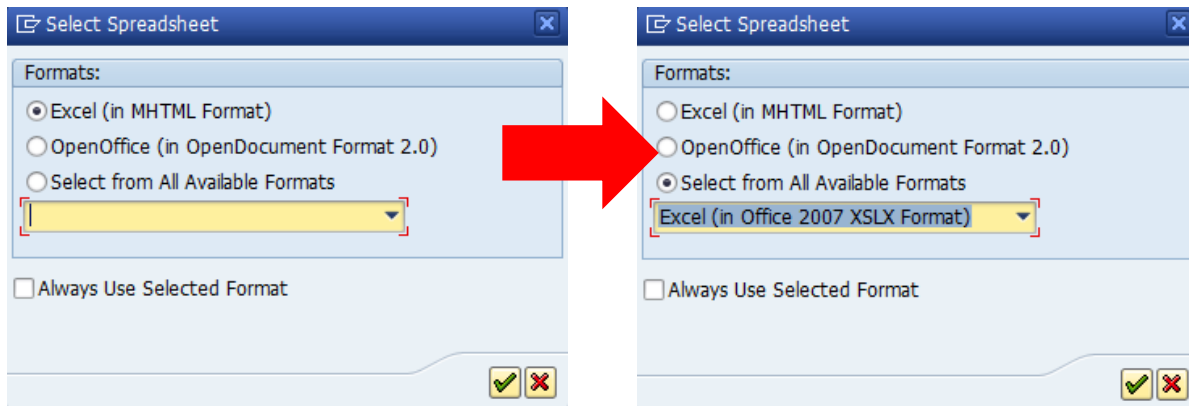 Select Spreadsheet
Formats:
Excel (in MHTML Format)
OpenOffice (in OpenDocument Format 2.0)
Select from All Available Formats
Always Use Selected Format
Select Spreadsheet
Formats:
Excel (in MHTML Format)
OpenOffice (in OpenDocument Format 2.0)
Select from All Available Formats
Excel (in Office 2007 XSLX Format)
Always Use Selected Format